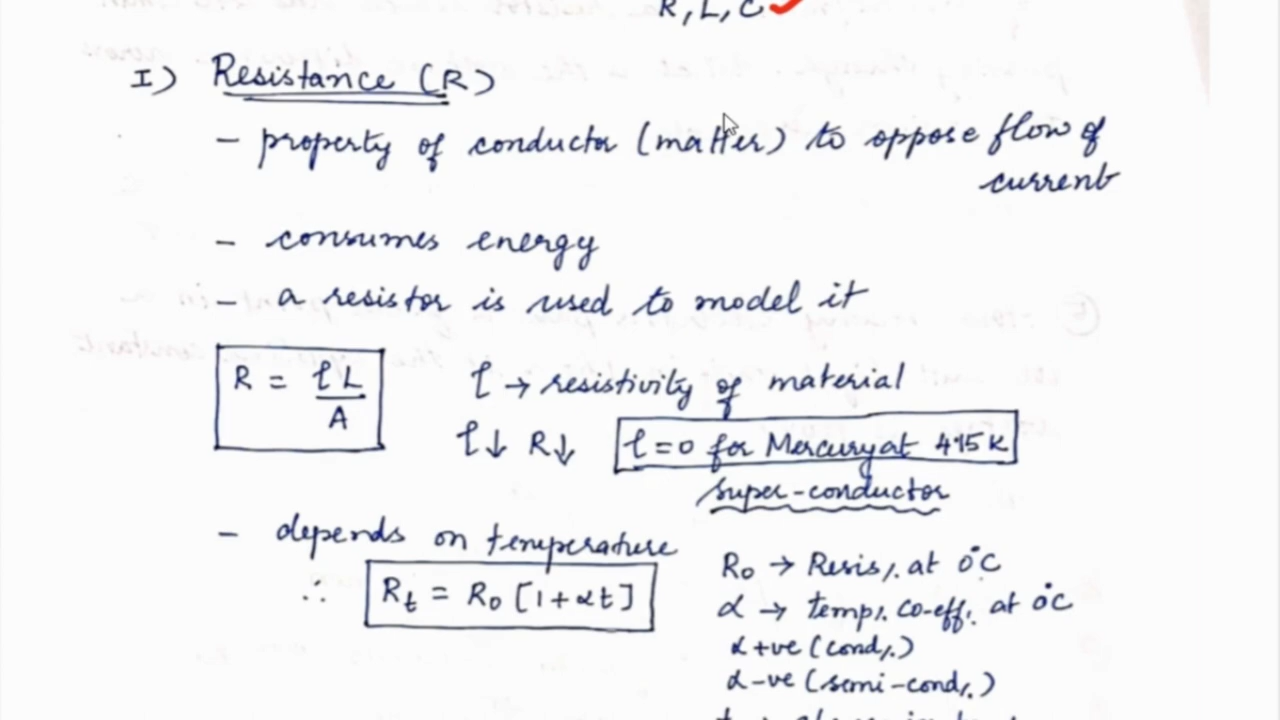 R, L, C
I) Resistance (R)
- property of conductor (matter) to oppose flow of
current
- consumes energy
- a resistor is used to model it
R = ρL / A
ρ → resistivity of material
ρ↓ R↓
ρ=0 for Mercury at 4.15K
super-conductor
- depends on temperature
∴ Rt = R0 [1+αt]
R0 → Resis/. at 0°C
α → temp/. co-eff. at 0°C
α+ve (cond/.)
α-ve (semi-cond/.)